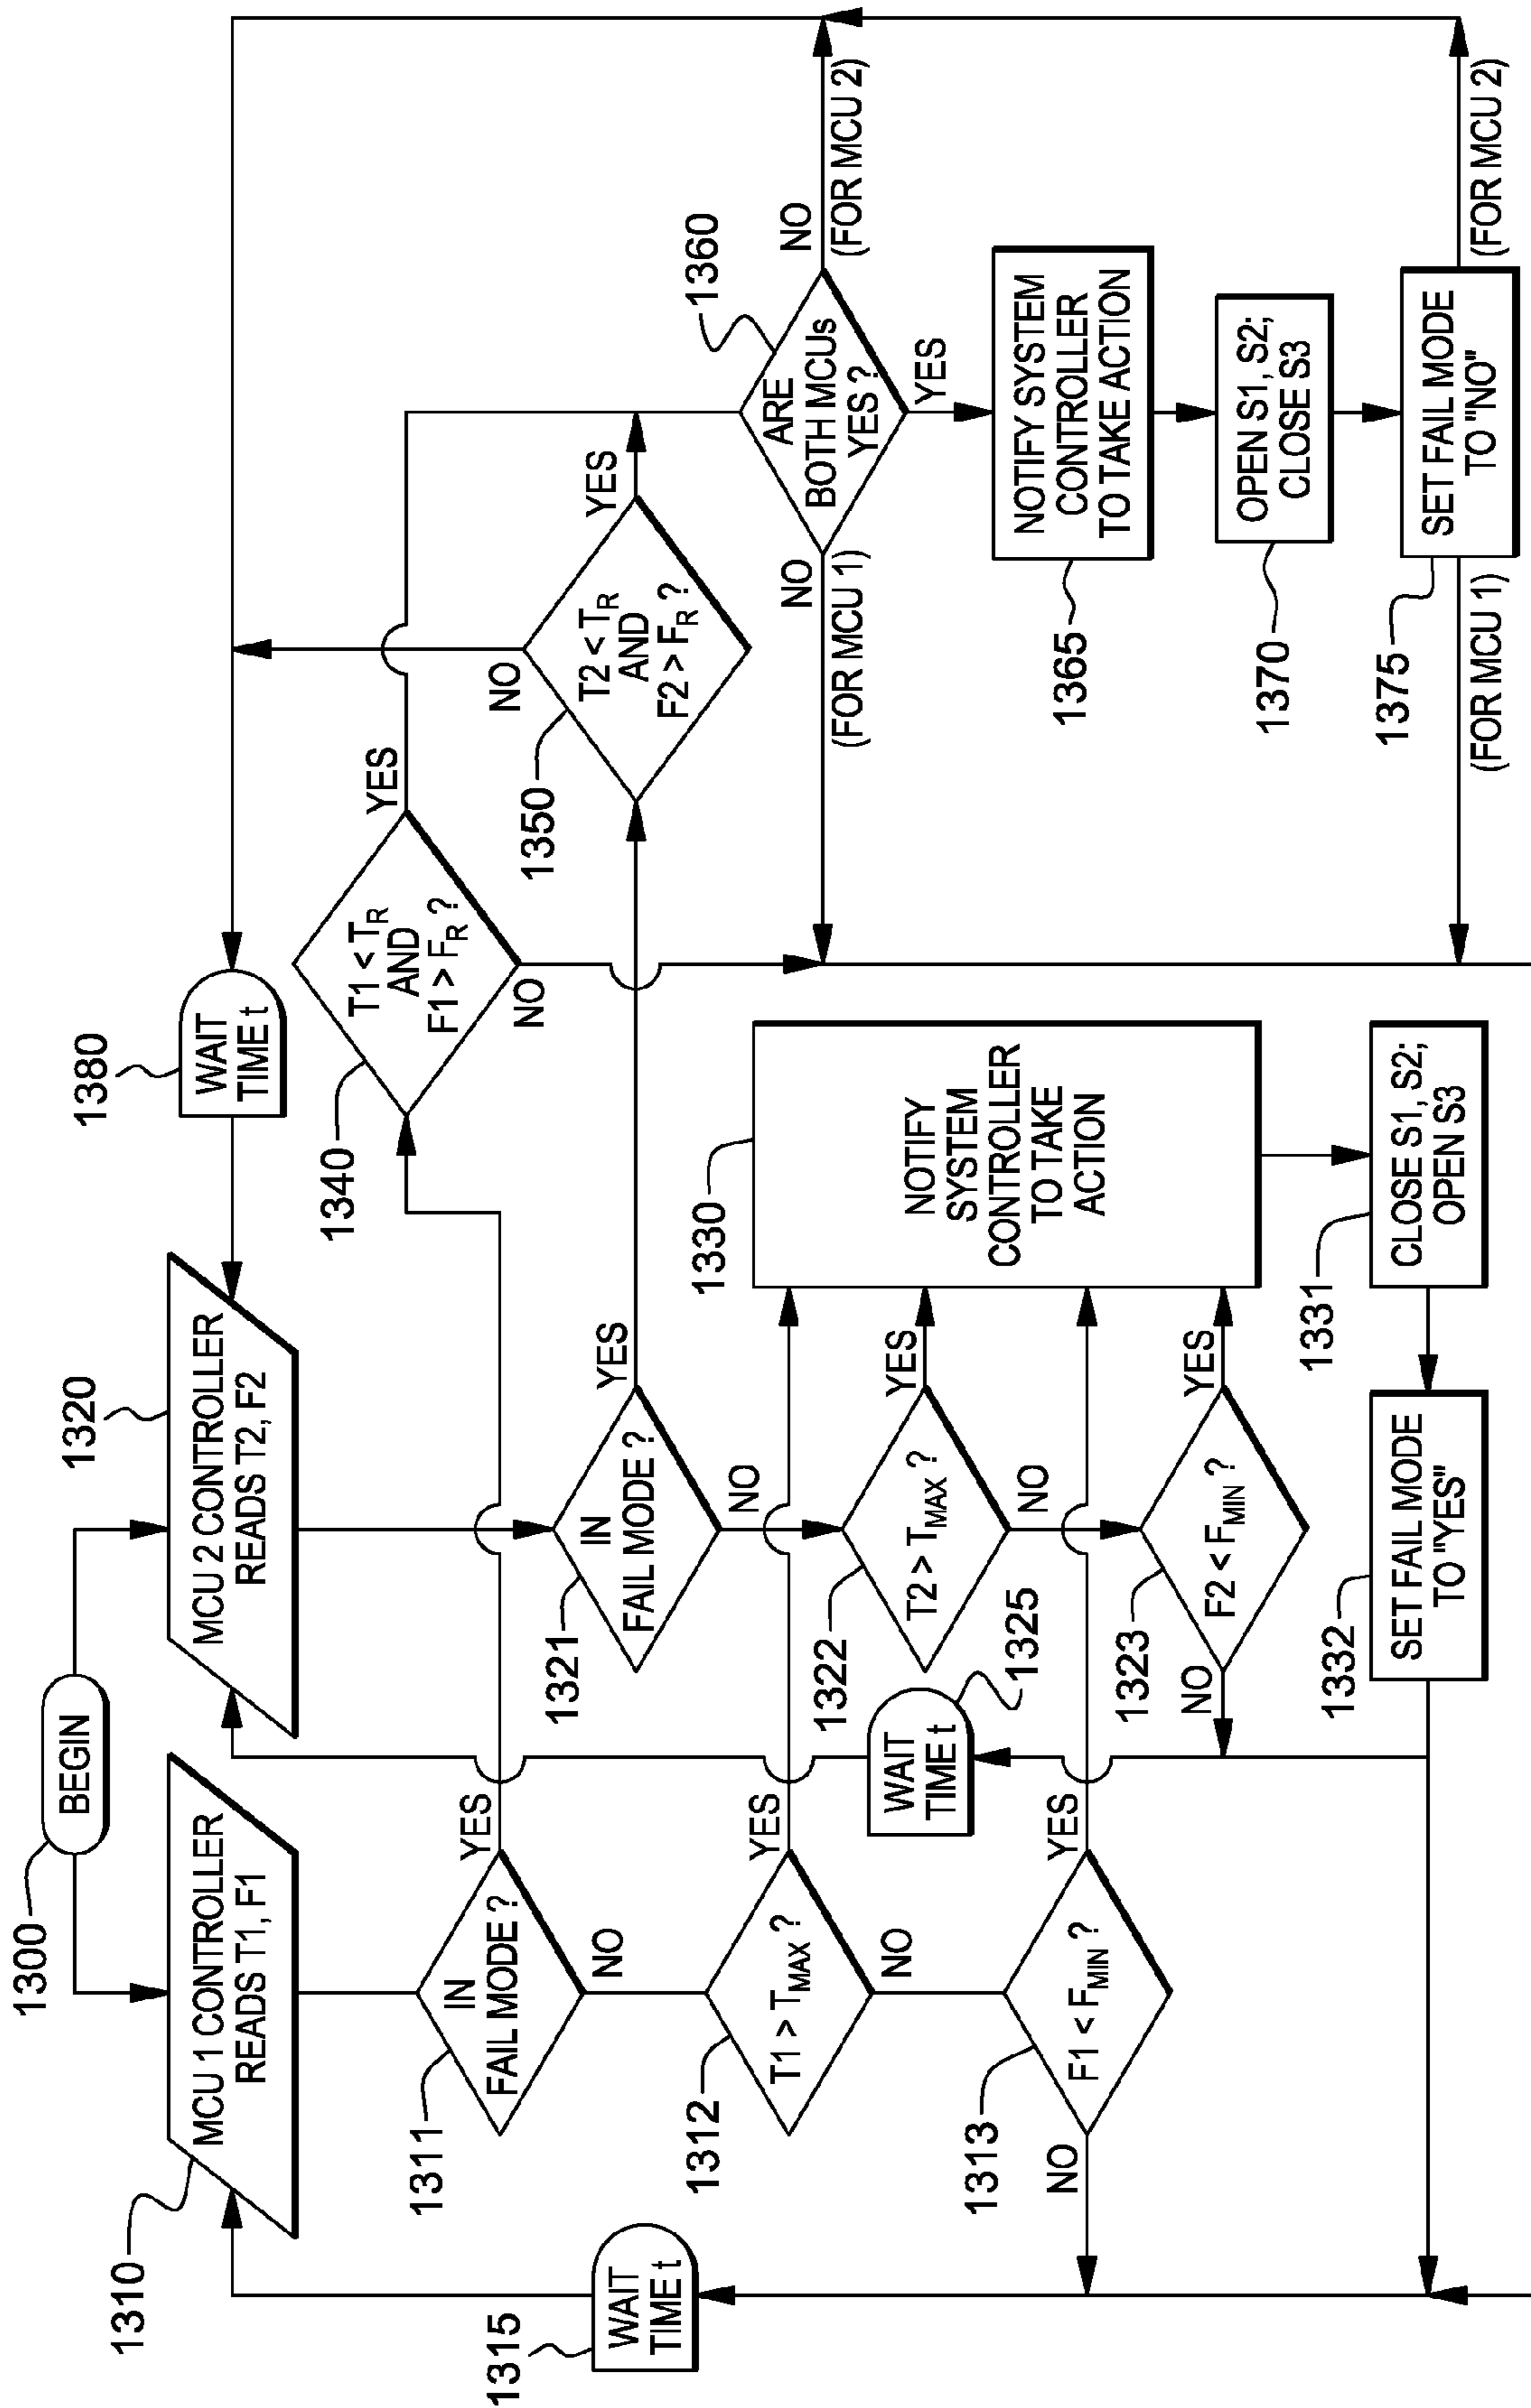 1300
BEGIN
1310
MCU 1 CONTROLLER
READS T1, F1
1320
MCU 2 CONTROLLER
READS T2, F2
1380
WAIT
TIME t
1311
IN
FAIL MODE ?
YES
NO
1312
T1 > TMAX ?
YES
NO
1313
F1 < FMIN ?
YES
NO
1315
WAIT
TIME t
1321
IN
FAIL MODE ?
YES
NO
1322
T2 > TMAX ?
YES
NO
1323
F2 < FMIN ?
YES
NO
1325
WAIT
TIME t
1330
NOTIFY
SYSTEM
CONTROLLER
TO TAKE
ACTION
1331
CLOSE S1, S2;
OPEN S3
1332
SET FAIL MODE
TO "YES"
1340
T1 < TR
AND
F1 > FR ?
YES
NO
1350
T2 < TR
AND
F2 > FR ?
YES
NO
1360
ARE
BOTH MCUs
YES ?
NO
(FOR MCU 1)
NO
(FOR MCU 2)
YES
1365
NOTIFY SYSTEM
CONTROLLER
TO TAKE ACTION
1370
OPEN S1, S2;
CLOSE S3
1375
SET FAIL MODE
TO "NO"
(FOR MCU 1)
(FOR MCU 2)